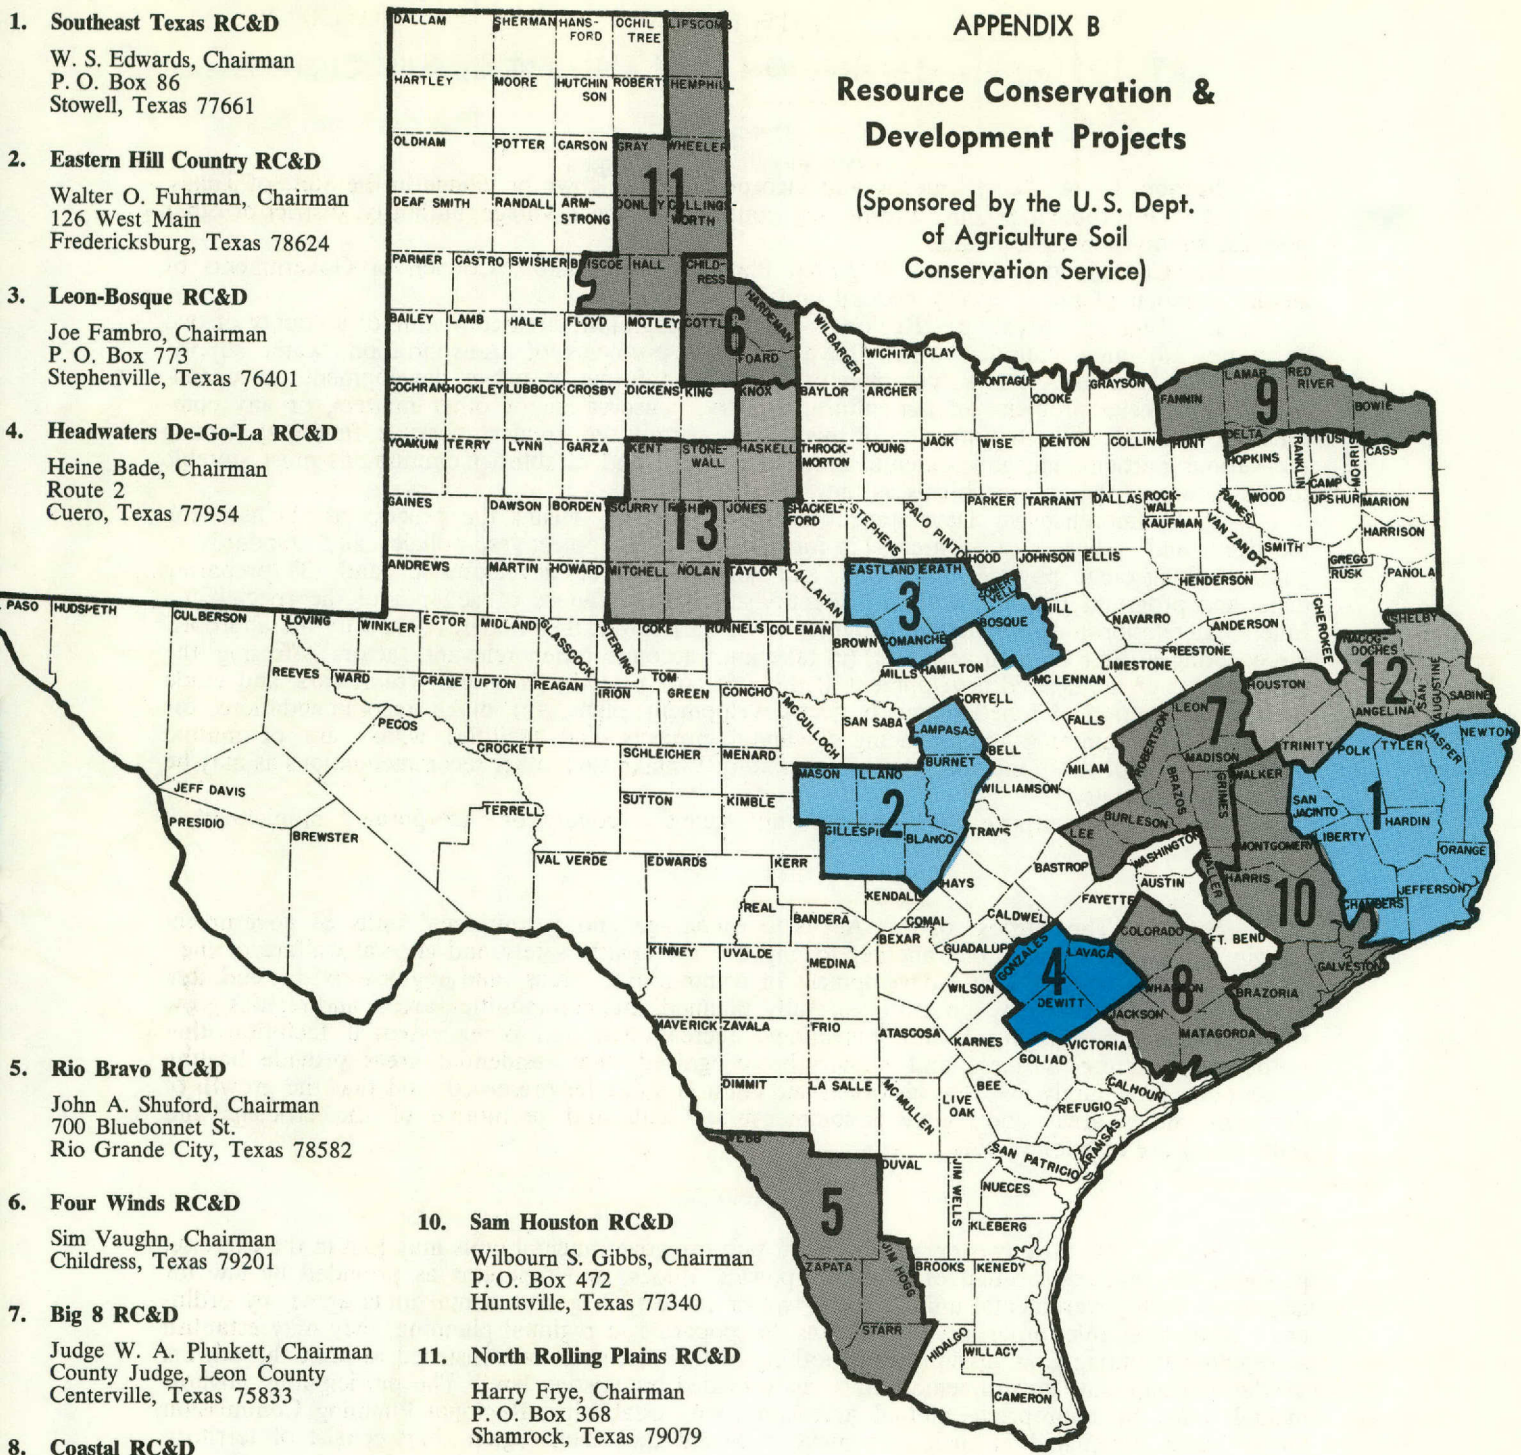 APPENDIX B
Resource Conservation &
Development Projects
(Sponsored by the U. S. Dept.
of Agriculture Soil
Conservation Service)
1. Southeast Texas RC&D
W. S. Edwards, Chairman
P. O. Box 86
Stowell, Texas 77661
2. Eastern Hill Country RC&D
Walter O. Fuhrman, Chairman
126 West Main
Fredericksburg, Texas 78624
3. Leon-Bosque RC&D
Joe Fambro, Chairman
P. O. Box 773
Stephenville, Texas 76401
4. Headwaters De-Go-La RC&D
Heine Bade, Chairman
Route 2
Cuero, Texas 77954
5. Rio Bravo RC&D
John A. Shuford, Chairman
700 Bluebonnet St.
Rio Grande City, Texas 78582
6. Four Winds RC&D
Sim Vaughn, Chairman
Childress, Texas 79201
7. Big 8 RC&D
Judge W. A. Plunkett, Chairman
County Judge, Leon County
Centerville, Texas 75833
8. Coastal RC&D
10. Sam Houston RC&D
Wilbourn S. Gibbs, Chairman
P. O. Box 472
Huntsville, Texas 77340
11. North Rolling Plains RC&D
Harry Frye, Chairman
P. O. Box 368
Shamrock, Texas 79079
DALLAM SHERMAN HANS-FORD OCHIL TREE LIPSCOMB
HARTLEY MOORE HUTCHIN SON ROBERT HEMPHILL
OLDHAM POTTER CARSON GRAY WHEELER
11
DEAF SMITH RANDALL ARM-STRONG DONLEY COLLINGS-WORTH
PARMER CASTRO SWISHER BRISCOE HALL CHILD-RESS
BAILEY LAMB HALE FLOYD MOTLEY COTTLE HARDEMAN
6
FOARD WILBARGER WICHITA CLAY
COCHRAN HOCKLEY LUBBOCK CROSBY DICKENS KING KNOX BAYLOR ARCHER MONTAGUE COOKE GRAYSON FANNIN LAMAR RED RIVER BOWIE
9
DELTA
YOAKUM TERRY LYNN GARZA KENT STONE-WALL HASKELL THROCK-MORTON YOUNG JACK WISE DENTON COLLIN HUNT HOPKINS FRANKLIN TITUS MORRIS CASS
CAMP
GAINES DAWSON BORDEN SCURRY FISHER JONES SHACKEL-FORD STEPHENS PALO PINTO PARKER TARRANT DALLAS ROCK-WALL RAINS WOOD UPSHUR MARION
13
KAUFMAN VAN ZANDT SMITH HARRISON
ANDREWS MARTIN HOWARD MITCHELL NOLAN TAYLOR CALLAHAN EASTLAND ERATH HOOD JOHNSON ELLIS HENDERSON GREGG RUSK PANOLA
3
SOMER-VELL BOSQUE HILL NAVARRO ANDERSON CHEROKEE
PASO HUDSPETH CULBERSON LOVING WINKLER ECTOR MIDLAND GLASSCOCK STERLING COKE RUNNELS COLEMAN BROWN COMANCHE
FREESTONE NACOG-DOCHES SHELBY
REEVES WARD CRANE UPTON REAGAN IRION TOM GREEN CONCHO MCCULLOCH MILLS HAMILTON CORYELL MC LENNAN LIMESTONE
7
LEON HOUSTON
12
ANGELINA SAN AUGUSTINE SABINE
PECOS CROCKETT SCHLEICHER MENARD SAN SABA LAMPASAS BELL FALLS ROBERTSON MADISON TRINITY POLK TYLER JASPER NEWTON
JEFF DAVIS TERRELL SUTTON KIMBLE MASON LLANO BURNET WILLIAMSON MILAM BRAZOS GRIMES WALKER SAN JACINTO
2
1
HARDIN
PRESIDIO BREWSTER VAL VERDE EDWARDS KERR GILLESPIE BLANCO TRAVIS LEE BURLESON WASHINGTON MONTGOMERY LIBERTY ORANGE
REAL BANDERA KENDALL HAYS BASTROP FAYETTE AUSTIN WALLER HARRIS CHAMBERS JEFFERSON
10
KINNEY UVALDE MEDINA BEXAR COMAL GUADALUP CALDWELL GONZALES LAVACA COLORADO FT. BEND GALVESTON
4
8
WILSON DEWITT WHARTON BRAZORIA
MAVERICK ZAVALA FRIO ATASCOSA KARNES GOLIAD VICTORIA JACKSON MATAGORDA
DIMMIT LA SALLE MC MULLEN LIVE OAK BEE REFUGIO CALHOUN
ARANSAS
WEBB DUVAL JIM WELLS SAN PATRICIO NUECES
5
KLEBERG
ZAPATA JIM HOGG BROOKS KENEDY
STARR HIDALGO WILLACY
CAMERON